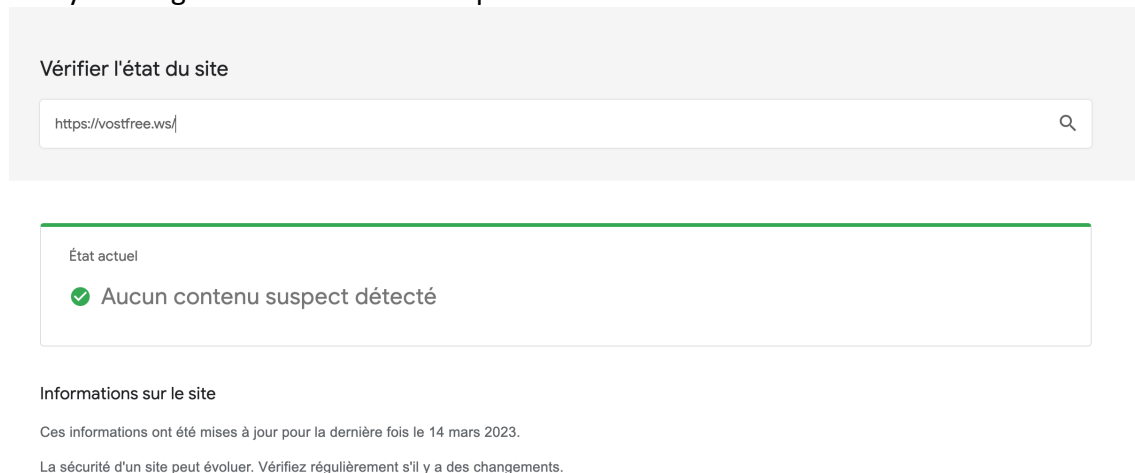 Vérifier l'état du site
https://vostfree.ws/
État actuel
Aucun contenu suspect détecté
Informations sur le site
Ces informations ont été mises à jour pour la dernière fois le 14 mars 2023.
La sécurité d'un site peut évoluer. Vérifiez régulièrement s'il y a des changements.